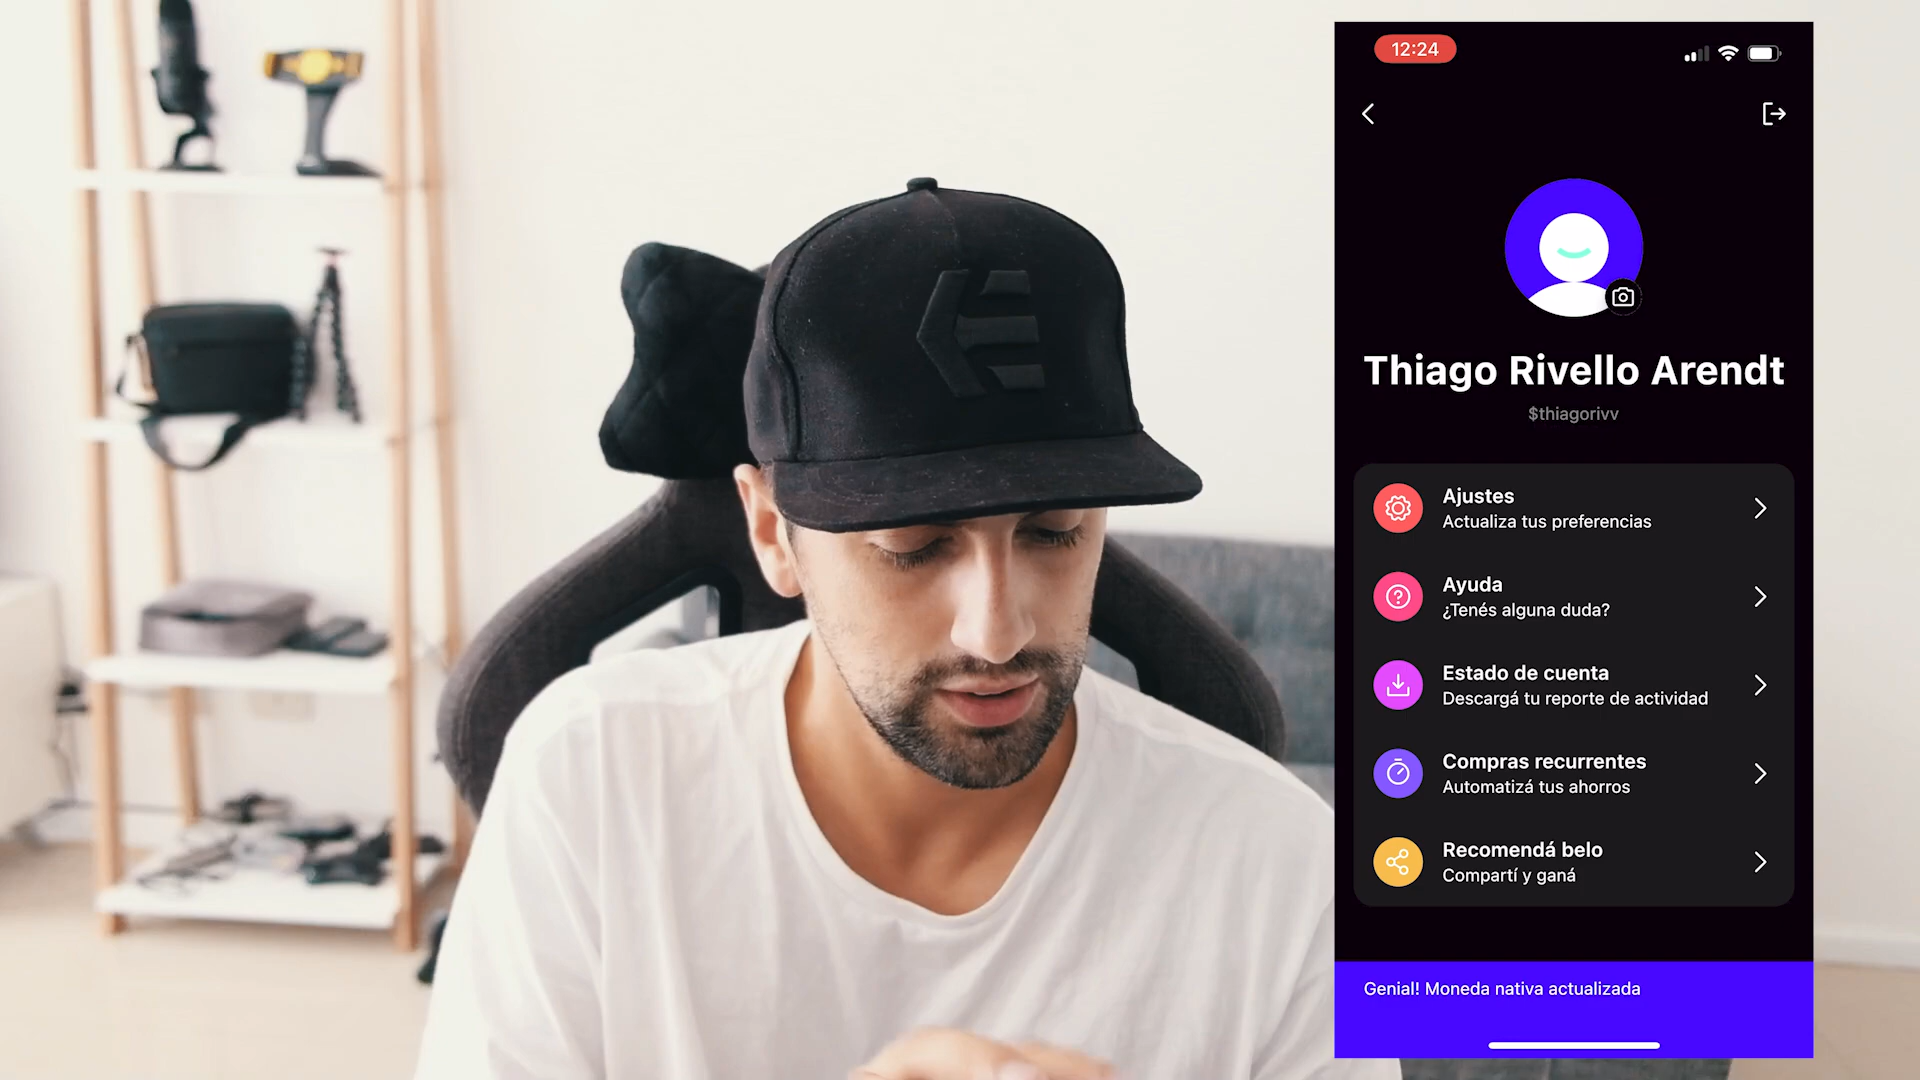 12:24
Thiago Rivello Arendt
$thiagorivv
Ajustes
Actualiza tus preferencias
Ayuda
¿Tenés alguna duda?
Estado de cuenta
Descargá tu reporte de actividad
Compras recurrentes
Automatizá tus ahorros
Recomendá belo
Compartí y ganá
Genial! Moneda nativa actualizada